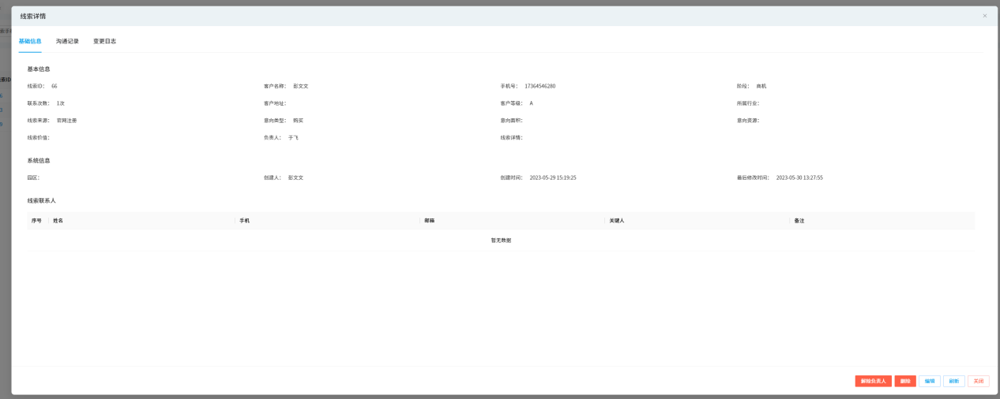 线索详情
索手机
基础信息 沟通记录 变更日志
索ID
基本信息
线索ID: 66 客户名称: 彭文文 手机号: 17364546280 阶段: 商机
联系次数: 1次 客户地址: 客户等级: A 所属行业:
线索来源: 官网注册 意向类型: 购买 意向面积: 意向资源:
线索价值: 负责人: 于飞 线索详情:
系统信息
园区: 创建人: 彭文文 创建时间: 2023-05-29 15:19:25 最后修改时间: 2023-05-30 13:27:55
线索联系人
序号 姓名 手机 邮箱 关键人 备注
暂无数据
解除负责人 删除 编辑 刷新 关闭